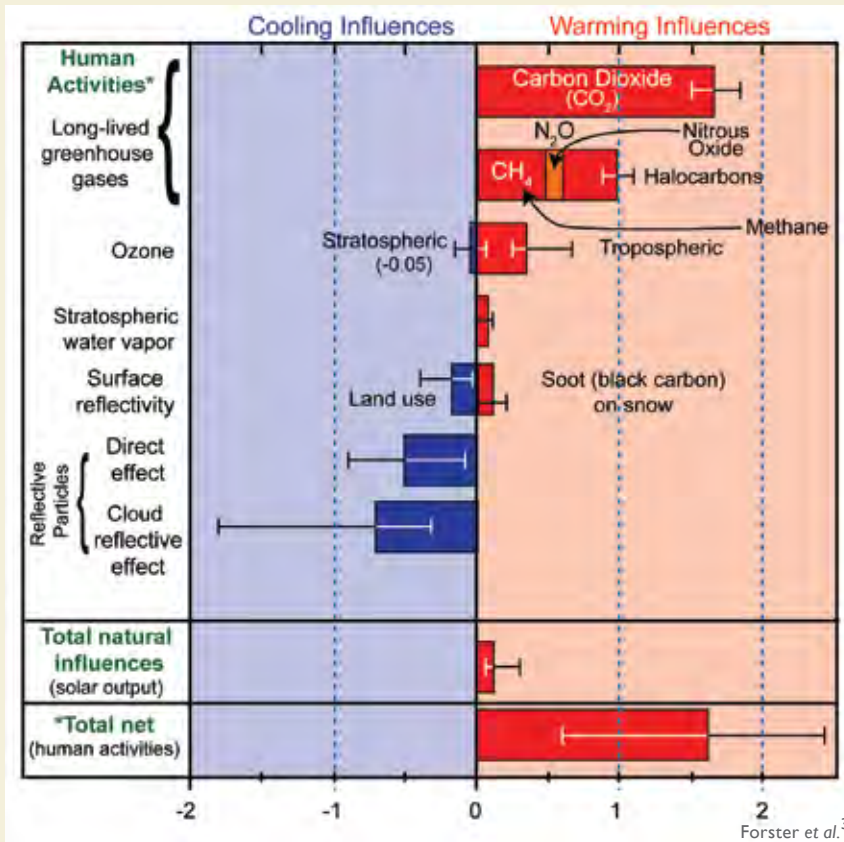 Cooling Influences
Warming Influences
Human
Activities*
Long-lived
greenhouse
gases
Carbon Dioxide
(CO2)
N2O
Nitrous
Oxide
CH4
Halocarbons
Methane
Ozone
Stratospheric
(-0.05)
Tropospheric
Stratospheric
water vapor
Surface
reflectivity
Land use
Soot (black carbon)
on snow
Reflective
Particles
Direct
effect
Cloud
reflective
effect
Total natural
influences
(solar output)
*Total net
(human activities)
-2
-1
0
1
2
Forster et al.3